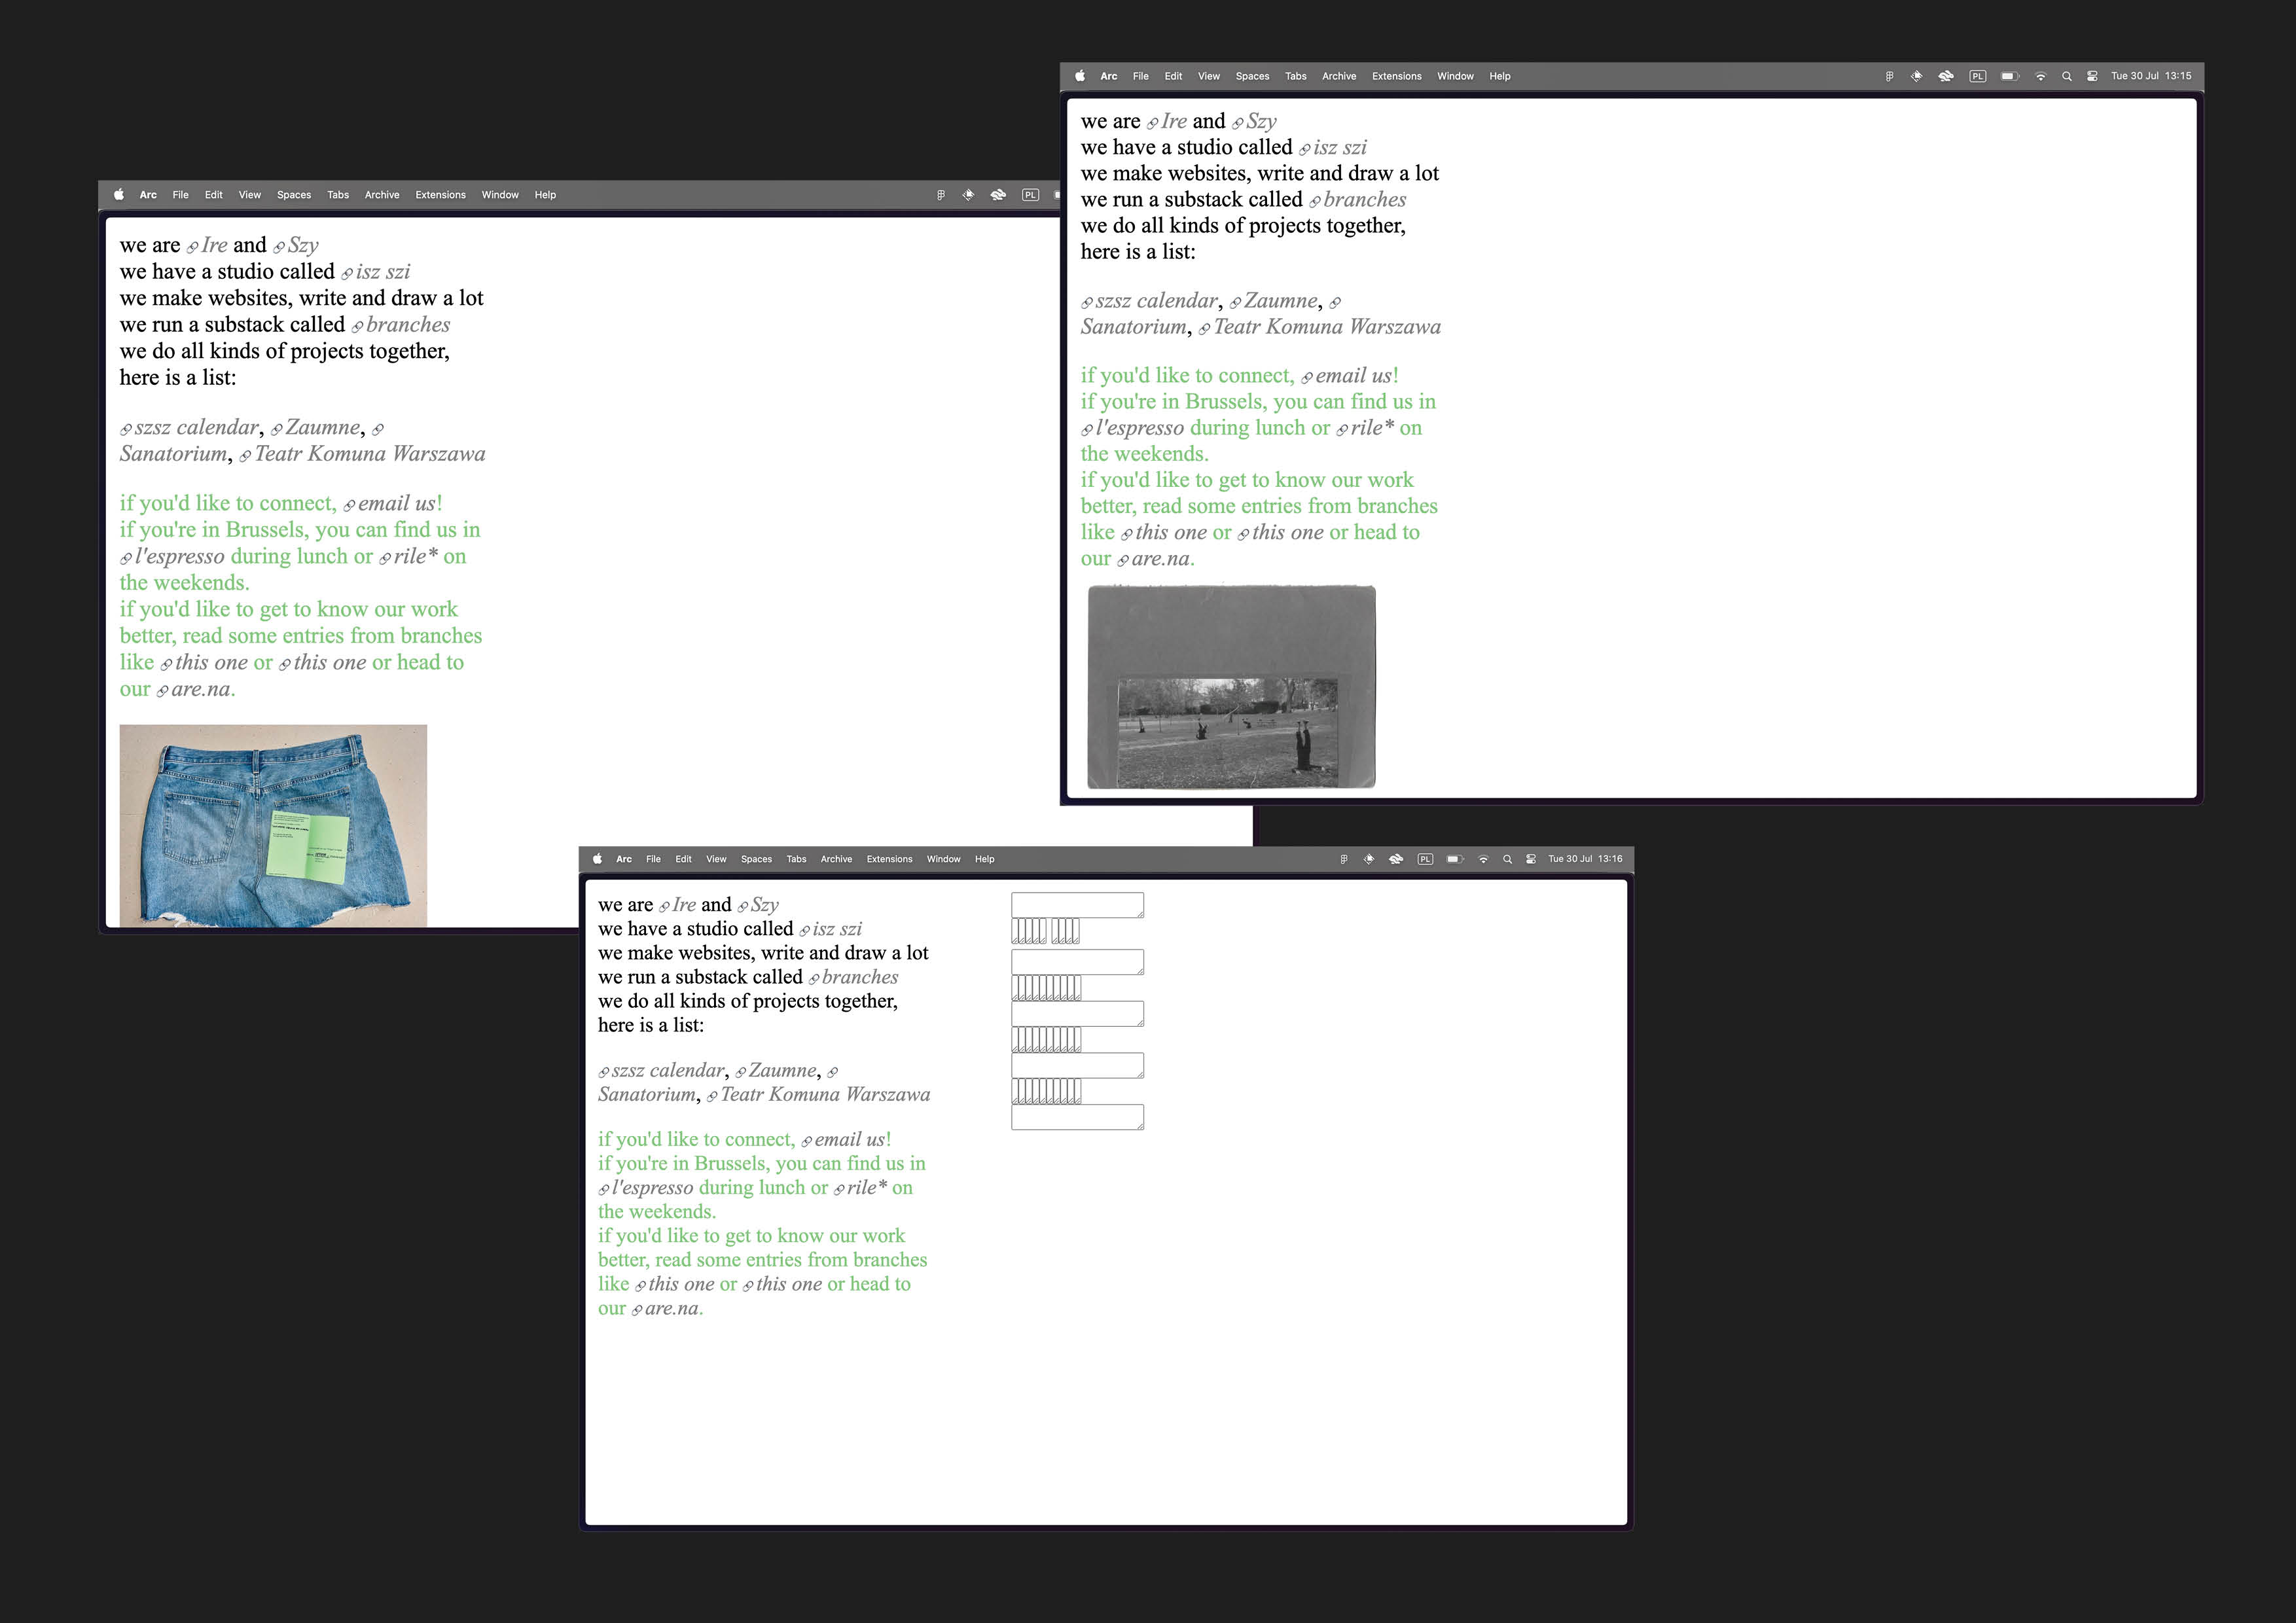 Arc File Edit View Spaces Tabs Archive Extensions Window Help PL
we are Ire and Szy
we have a studio called isz szi
we make websites, write and draw a lot
we run a substack called branches
we do all kinds of projects together,
here is a list:
szsz calendar, Zaumne,
Sanatorium, Teatr Komuna Warszawa
if you'd like to connect, email us!
if you're in Brussels, you can find us in
l'espresso during lunch or rile* on
the weekends.
if you'd like to get to know our work
better, read some entries from branches
like this one or this one or head to
our are.na.
Arc File Edit View Spaces Tabs Archive Extensions Window Help PL Tue 30 Jul 13:15
we are Ire and Szy
we have a studio called isz szi
we make websites, write and draw a lot
we run a substack called branches
we do all kinds of projects together,
here is a list:
szsz calendar, Zaumne,
Sanatorium, Teatr Komuna Warszawa
if you'd like to connect, email us!
if you're in Brussels, you can find us in
l'espresso during lunch or rile* on
the weekends.
if you'd like to get to know our work
better, read some entries from branches
like this one or this one or head to
our are.na.
Arc File Edit View Spaces Tabs Archive Extensions Window Help PL Tue 30 Jul 13:16
we are Ire and Szy
we have a studio called isz szi
we make websites, write and draw a lot
we run a substack called branches
we do all kinds of projects together,
here is a list:
szsz calendar, Zaumne,
Sanatorium, Teatr Komuna Warszawa
if you'd like to connect, email us!
if you're in Brussels, you can find us in
l'espresso during lunch or rile* on
the weekends.
if you'd like to get to know our work
better, read some entries from branches
like this one or this one or head to
our are.na.